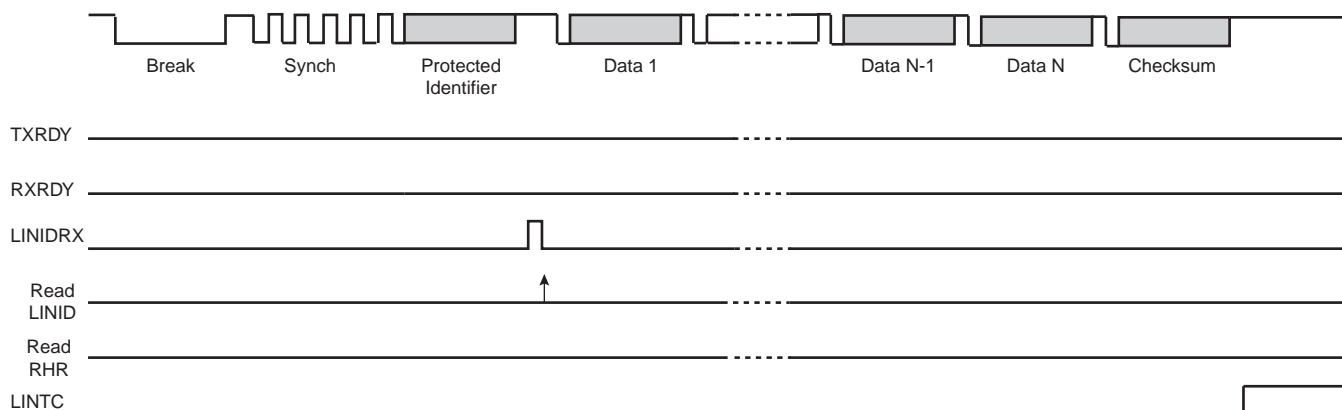 Break
Synch
Protected
Identifier
Data 1
Data N-1
Data N
Checksum
TXRDY
RXRDY
LINIDRX
Read
LINID
Read
RHR
LINTC